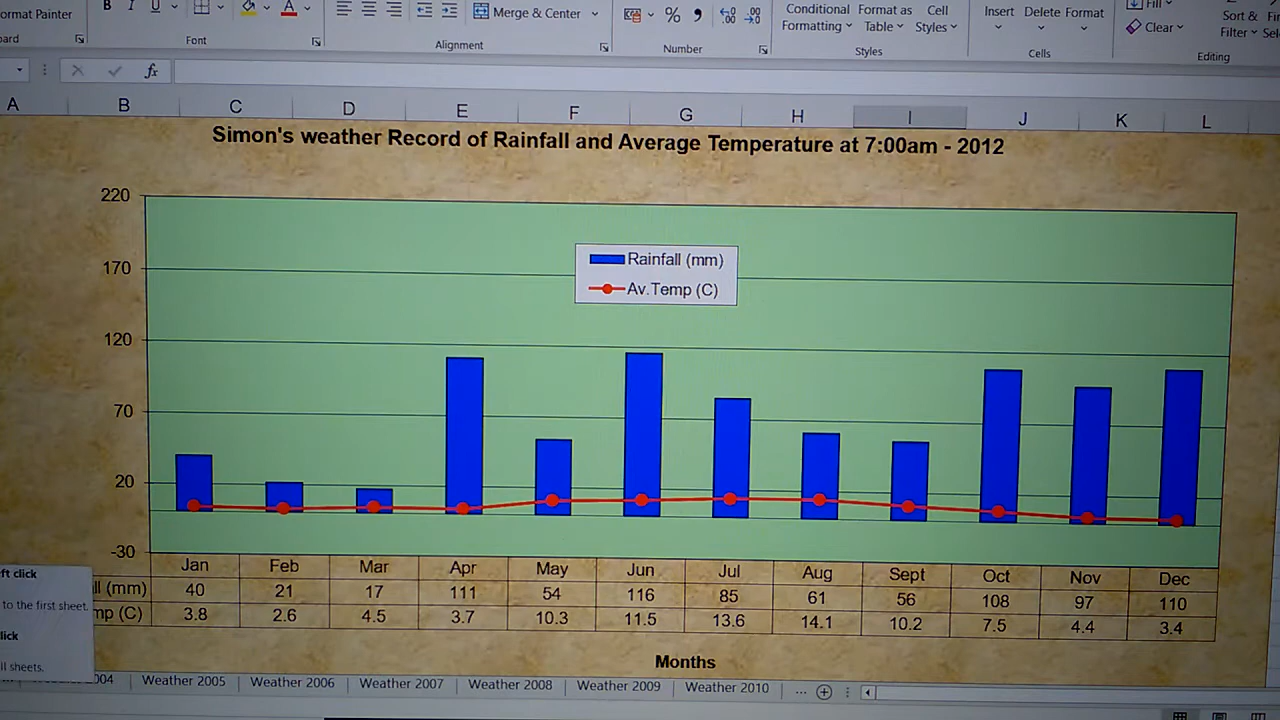 ormat Painter
B I U
A
Merge & Center
%
Conditional Formatting
Format as Table
Cell Styles
Insert Delete Format
Fill
Clear
Sort & Filter
ard
Font
Alignment
Number
Styles
Cells
Editing
fx
A B C D E F G H I J K L
Simon's weather Record of Rainfall and Average Temperature at 7:00am - 2012
220
170
120
70
20
-30
Rainfall (mm)
Av.Temp (C)
Jan Feb Mar Apr May Jun Jul Aug Sept Oct Nov Dec
ll (mm) 40 21 17 111 54 116 85 61 56 108 97 110
mp (C) 3.8 2.6 4.5 3.7 10.3 11.5 13.6 14.1 10.2 7.5 4.4 3.4
Months
ft click
to the first sheet.
lick
ll sheets.
004 Weather 2005 Weather 2006 Weather 2007 Weather 2008 Weather 2009 Weather 2010 ...